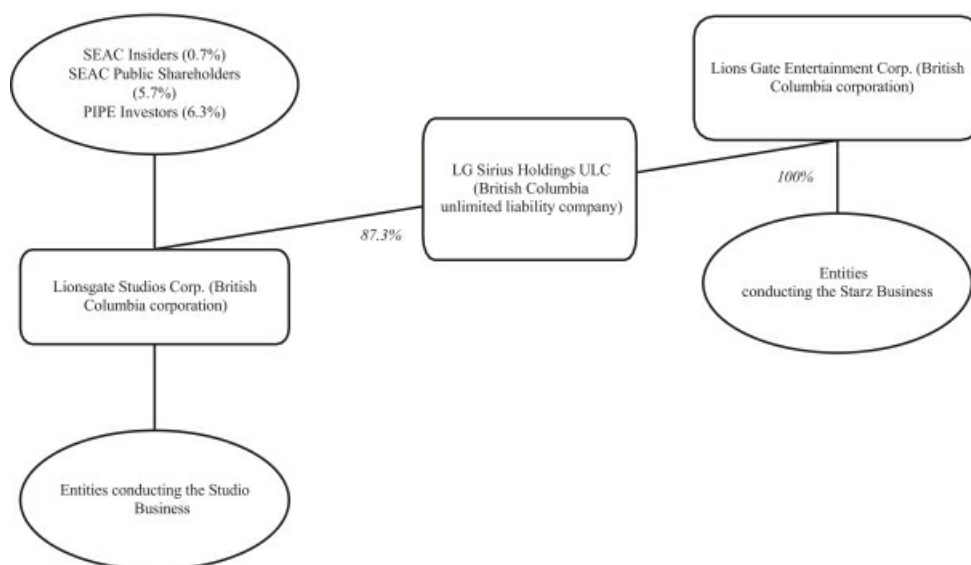 SEAC Insiders (0.7%)
SEAC Public Shareholders
(5.7%)
PIPE Investors (6.3%)
Lions Gate Entertainment Corp. (British
Columbia corporation)
LG Sirius Holdings ULC
(British Columbia
unlimited liability company)
100%
87.3%
Lionsgate Studios Corp. (British
Columbia corporation)
Entities
conducting the Starz Business
Entities conducting the Studio
Business